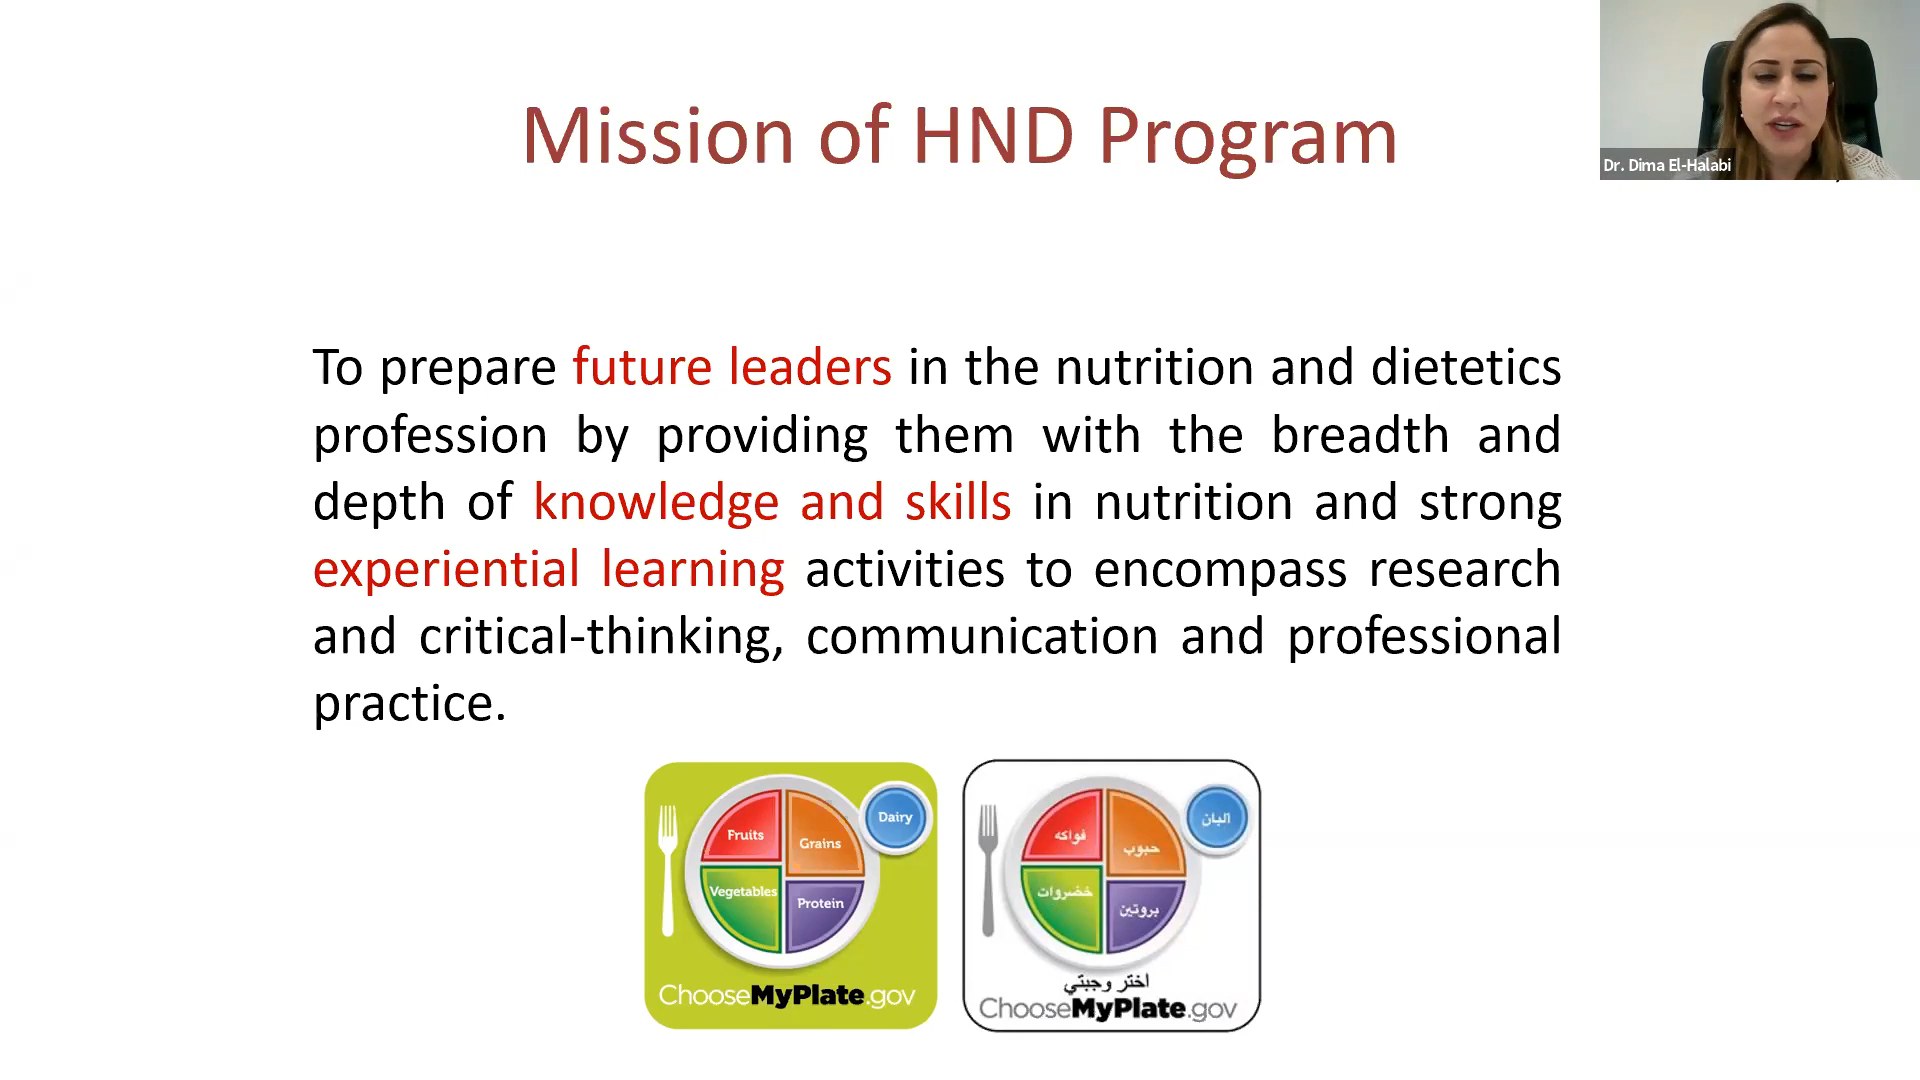 Mission of HND Program
Dr. Dima El-Halabi
To prepare future leaders in the nutrition and dietetics
profession by providing them with the breadth and
depth of knowledge and skills in nutrition and strong
experiential learning activities to encompass research
and critical-thinking, communication and professional
practice.
Fruits
Grains
Dairy
Vegetables
Protein
ChooseMyPlate.gov
فواكه
حبوب
البان
خضروات
بروتين
اختر وجبتي
ChooseMyPlate.gov